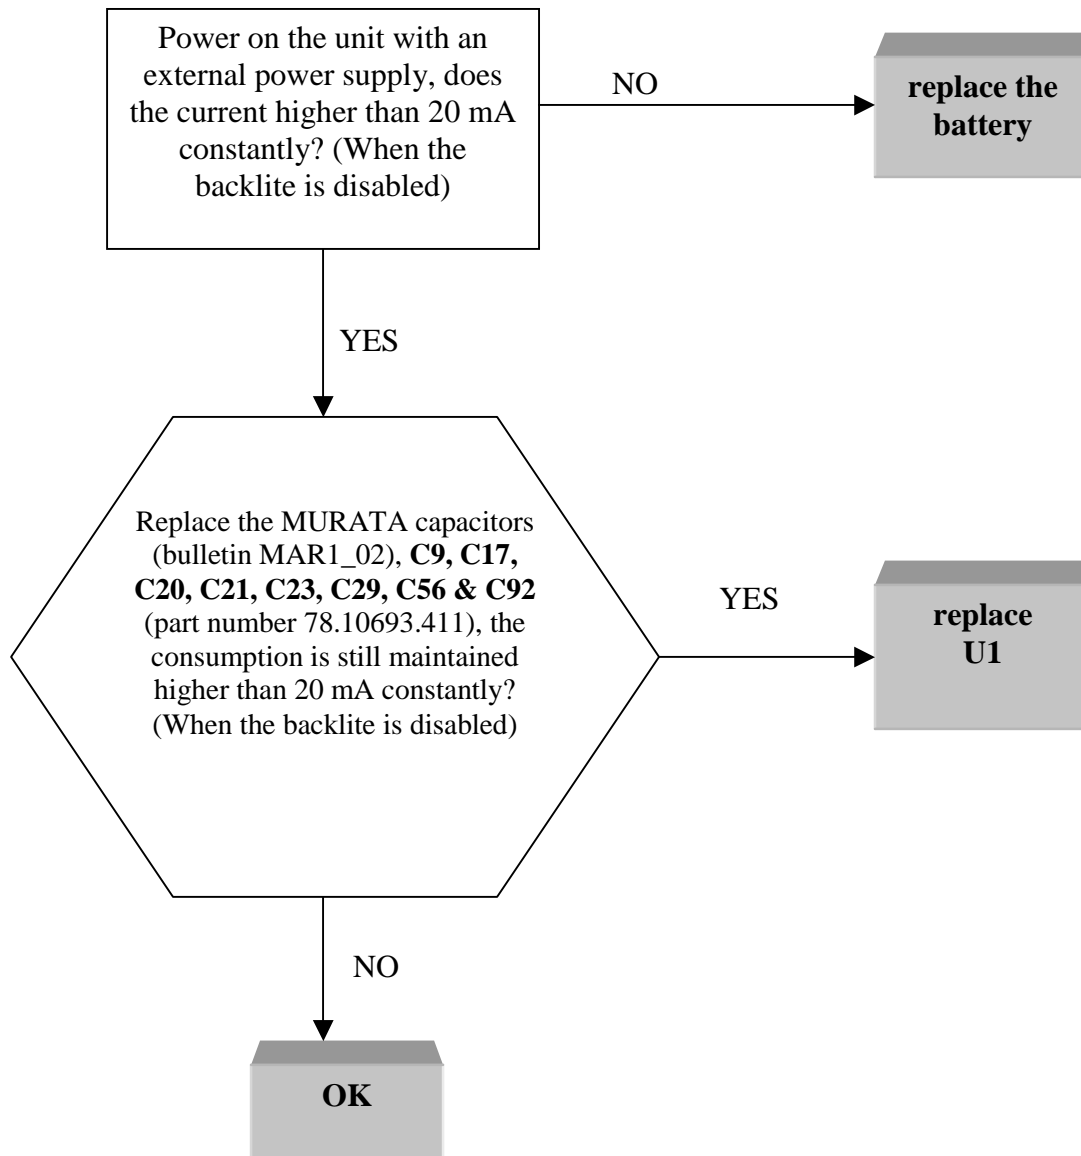 Power on the unit with an
external power supply, does
the current higher than 20 mA
constantly? (When the
backlite is disabled)
NO
replace the
battery
YES
Replace the MURATA capacitors
(bulletin MAR1_02), C9, C17,
C20, C21, C23, C29, C56 & C92
(part number 78.10693.411), the
consumption is still maintained
higher than 20 mA constantly?
(When the backlite is disabled)
YES
replace
U1
NO
OK